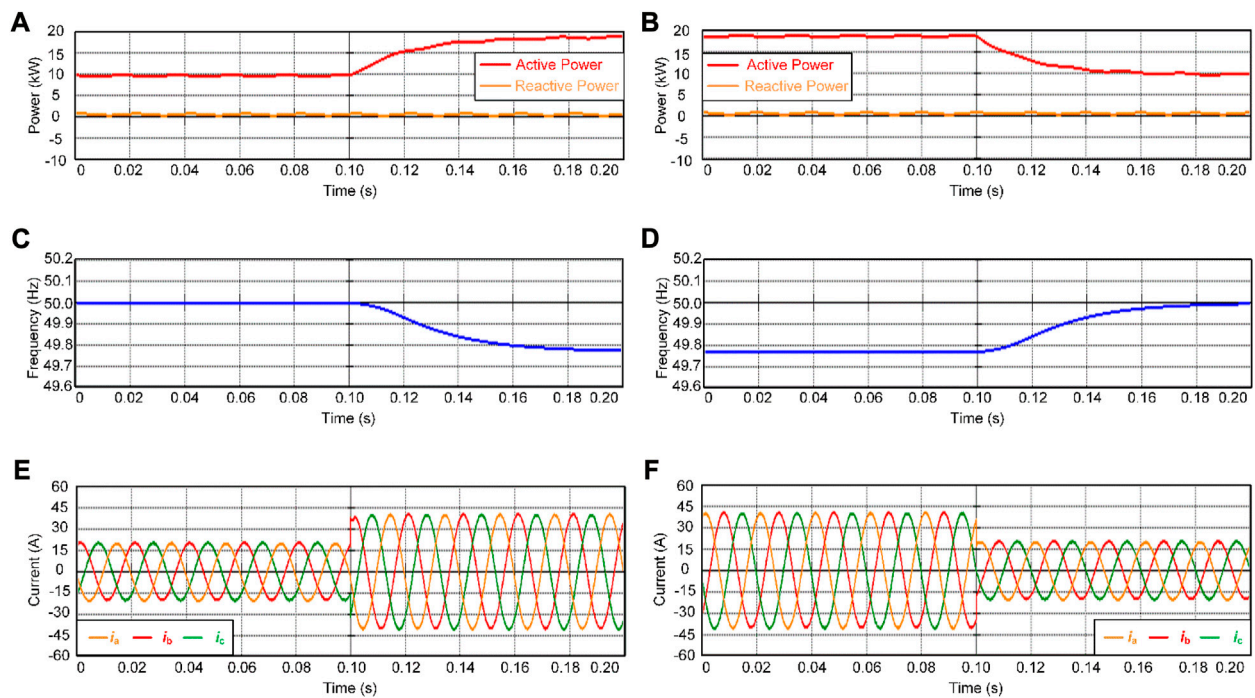 A
Power (kW)
20
15
10
5
0
-5
-10
Active Power
Reactive Power
0 0.02 0.04 0.06 0.08 0.10 0.12 0.14 0.16 0.18 0.20
Time (s)
B
Power (kW)
20
15
10
5
0
-5
-10
Active Power
Reactive Power
0 0.02 0.04 0.06 0.08 0.10 0.12 0.14 0.16 0.18 0.20
Time (s)
C
Frequency (Hz)
50.2
50.1
50.0
49.9
49.8
49.7
49.6
0 0.02 0.04 0.06 0.08 0.10 0.12 0.14 0.16 0.18 0.20
Time (s)
D
Frequency (Hz)
50.2
50.1
50.0
49.9
49.8
49.7
49.6
0 0.02 0.04 0.06 0.08 0.10 0.12 0.14 0.16 0.18 0.20
Time (s)
E
Current (A)
60
45
30
15
0
-15
-30
-45
-60
ia ib ic
0 0.02 0.04 0.06 0.08 0.10 0.12 0.14 0.16 0.18 0.20
Time (s)
F
Current (A)
60
45
30
15
0
-15
-30
-45
-60
ia ib ic
0 0.02 0.04 0.06 0.08 0.10 0.12 0.14 0.16 0.18 0.20
Time (s)